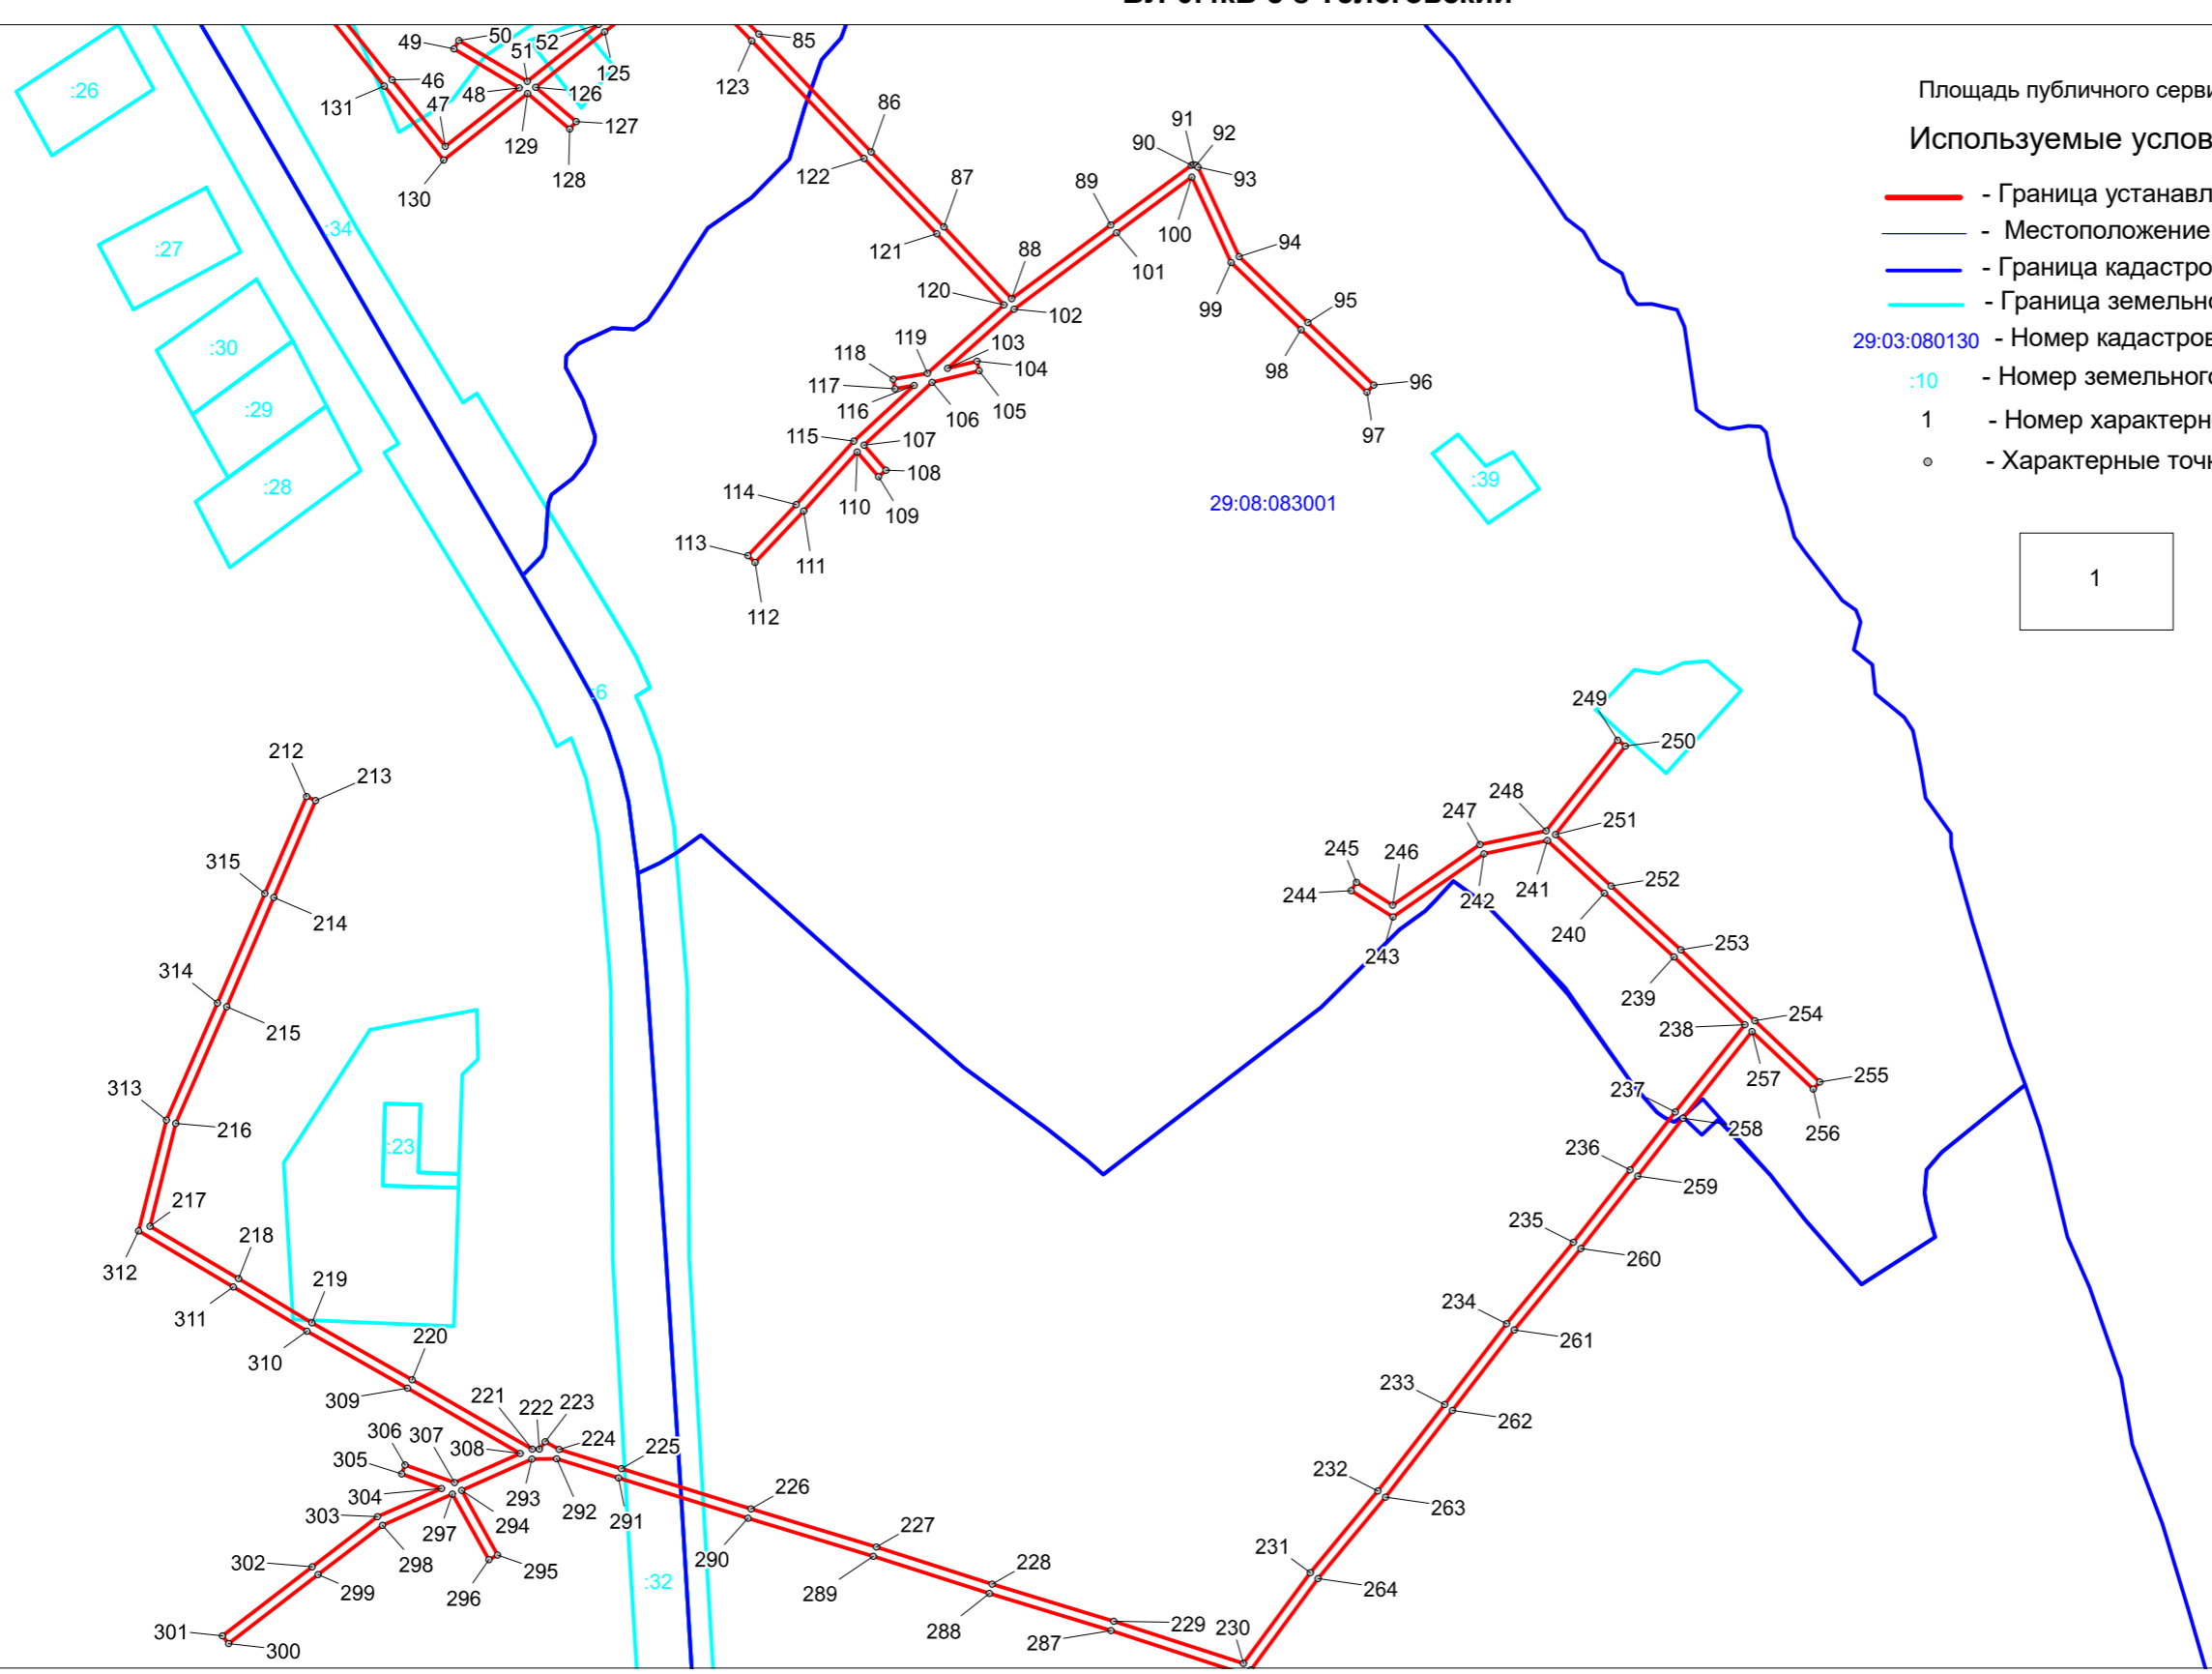 Площадь публичного серви
Используемые услов
- Граница устанавл
- Местоположение
- Граница кадастро
- Граница земельно
29:03:080130 - Номер кадастров
:10 - Номер земельного
1 - Номер характерн
- Характерные точк
1
49 50 51 52 125
131 46 47 48 126 127
129 128 130
:26
:34
:27
:30
:29
:28
85 123 86 122 87 121 88 120
89 90 91 92 93 100 101 102
94 99 95 98 96 97
103 104 105 106 119 118 117 116
115 107 108 109 110 114 113 111 112
29:08:083001
:39
:6
212 213 315 214 314 215 313 216
217 312 218 311 219 310 220 309
:23
249 250 248 251 247 246 245 244
243 242 241 252 240 253 239 254
238 257 255 256 237 258 236 259
235 260 234 261 233 262 232 263
231 264 230
221 222 223 224 225 226 227 228 229
306 307 308 305 304 303 293 292 291
297 294 298 295 296 302 299 301 300
290 289 288 287
:32